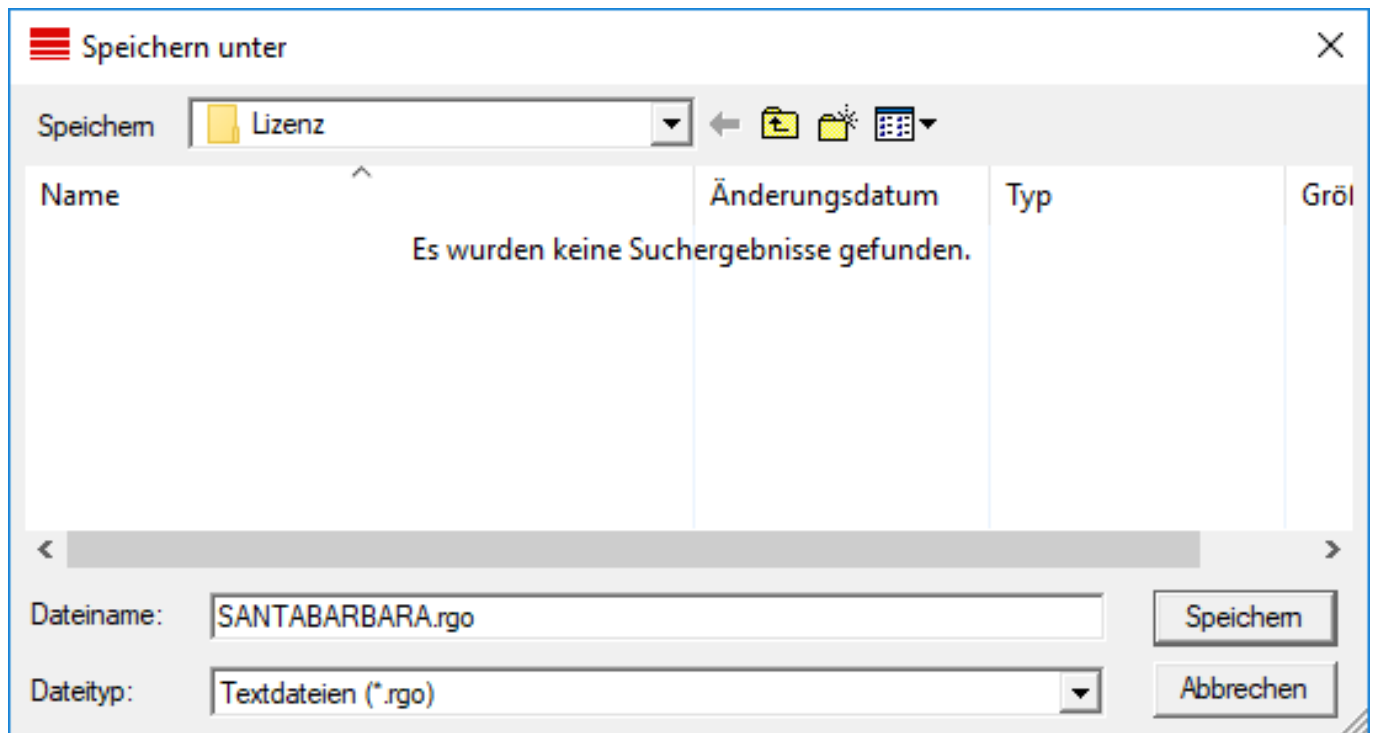 Speichern unter
Speichern
Lizenz
Name
Änderungsdatum
Typ
Größ
Es wurden keine Suchergebnisse gefunden.
Dateiname:
SANTABARBARA.rgo
Speichern
Dateityp:
Textdateien (*.rgo)
Abbrechen